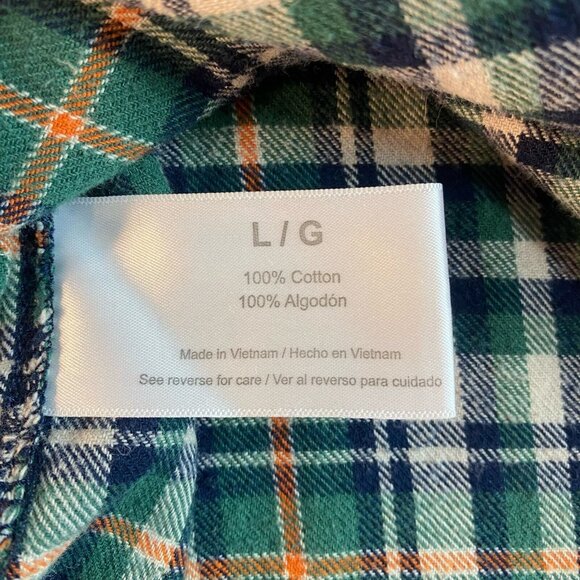 L / G
100% Cotton
100% Algodón
Made in Vietnam / Hecho en Vietnam
See reverse for care / Ver al reverso para cuidado